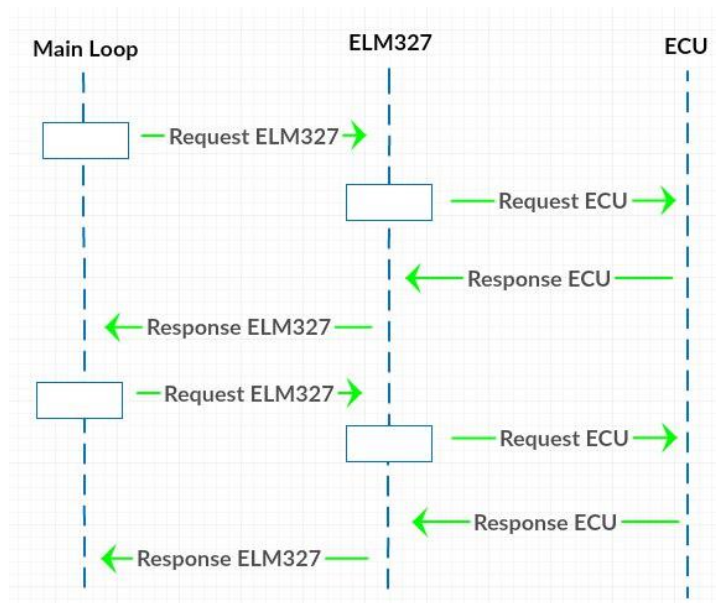 Main Loop
ELM327
ECU
Request ELM327
Request ECU
Response ECU
Response ELM327
Request ELM327
Request ECU
Response ECU
Response ELM327